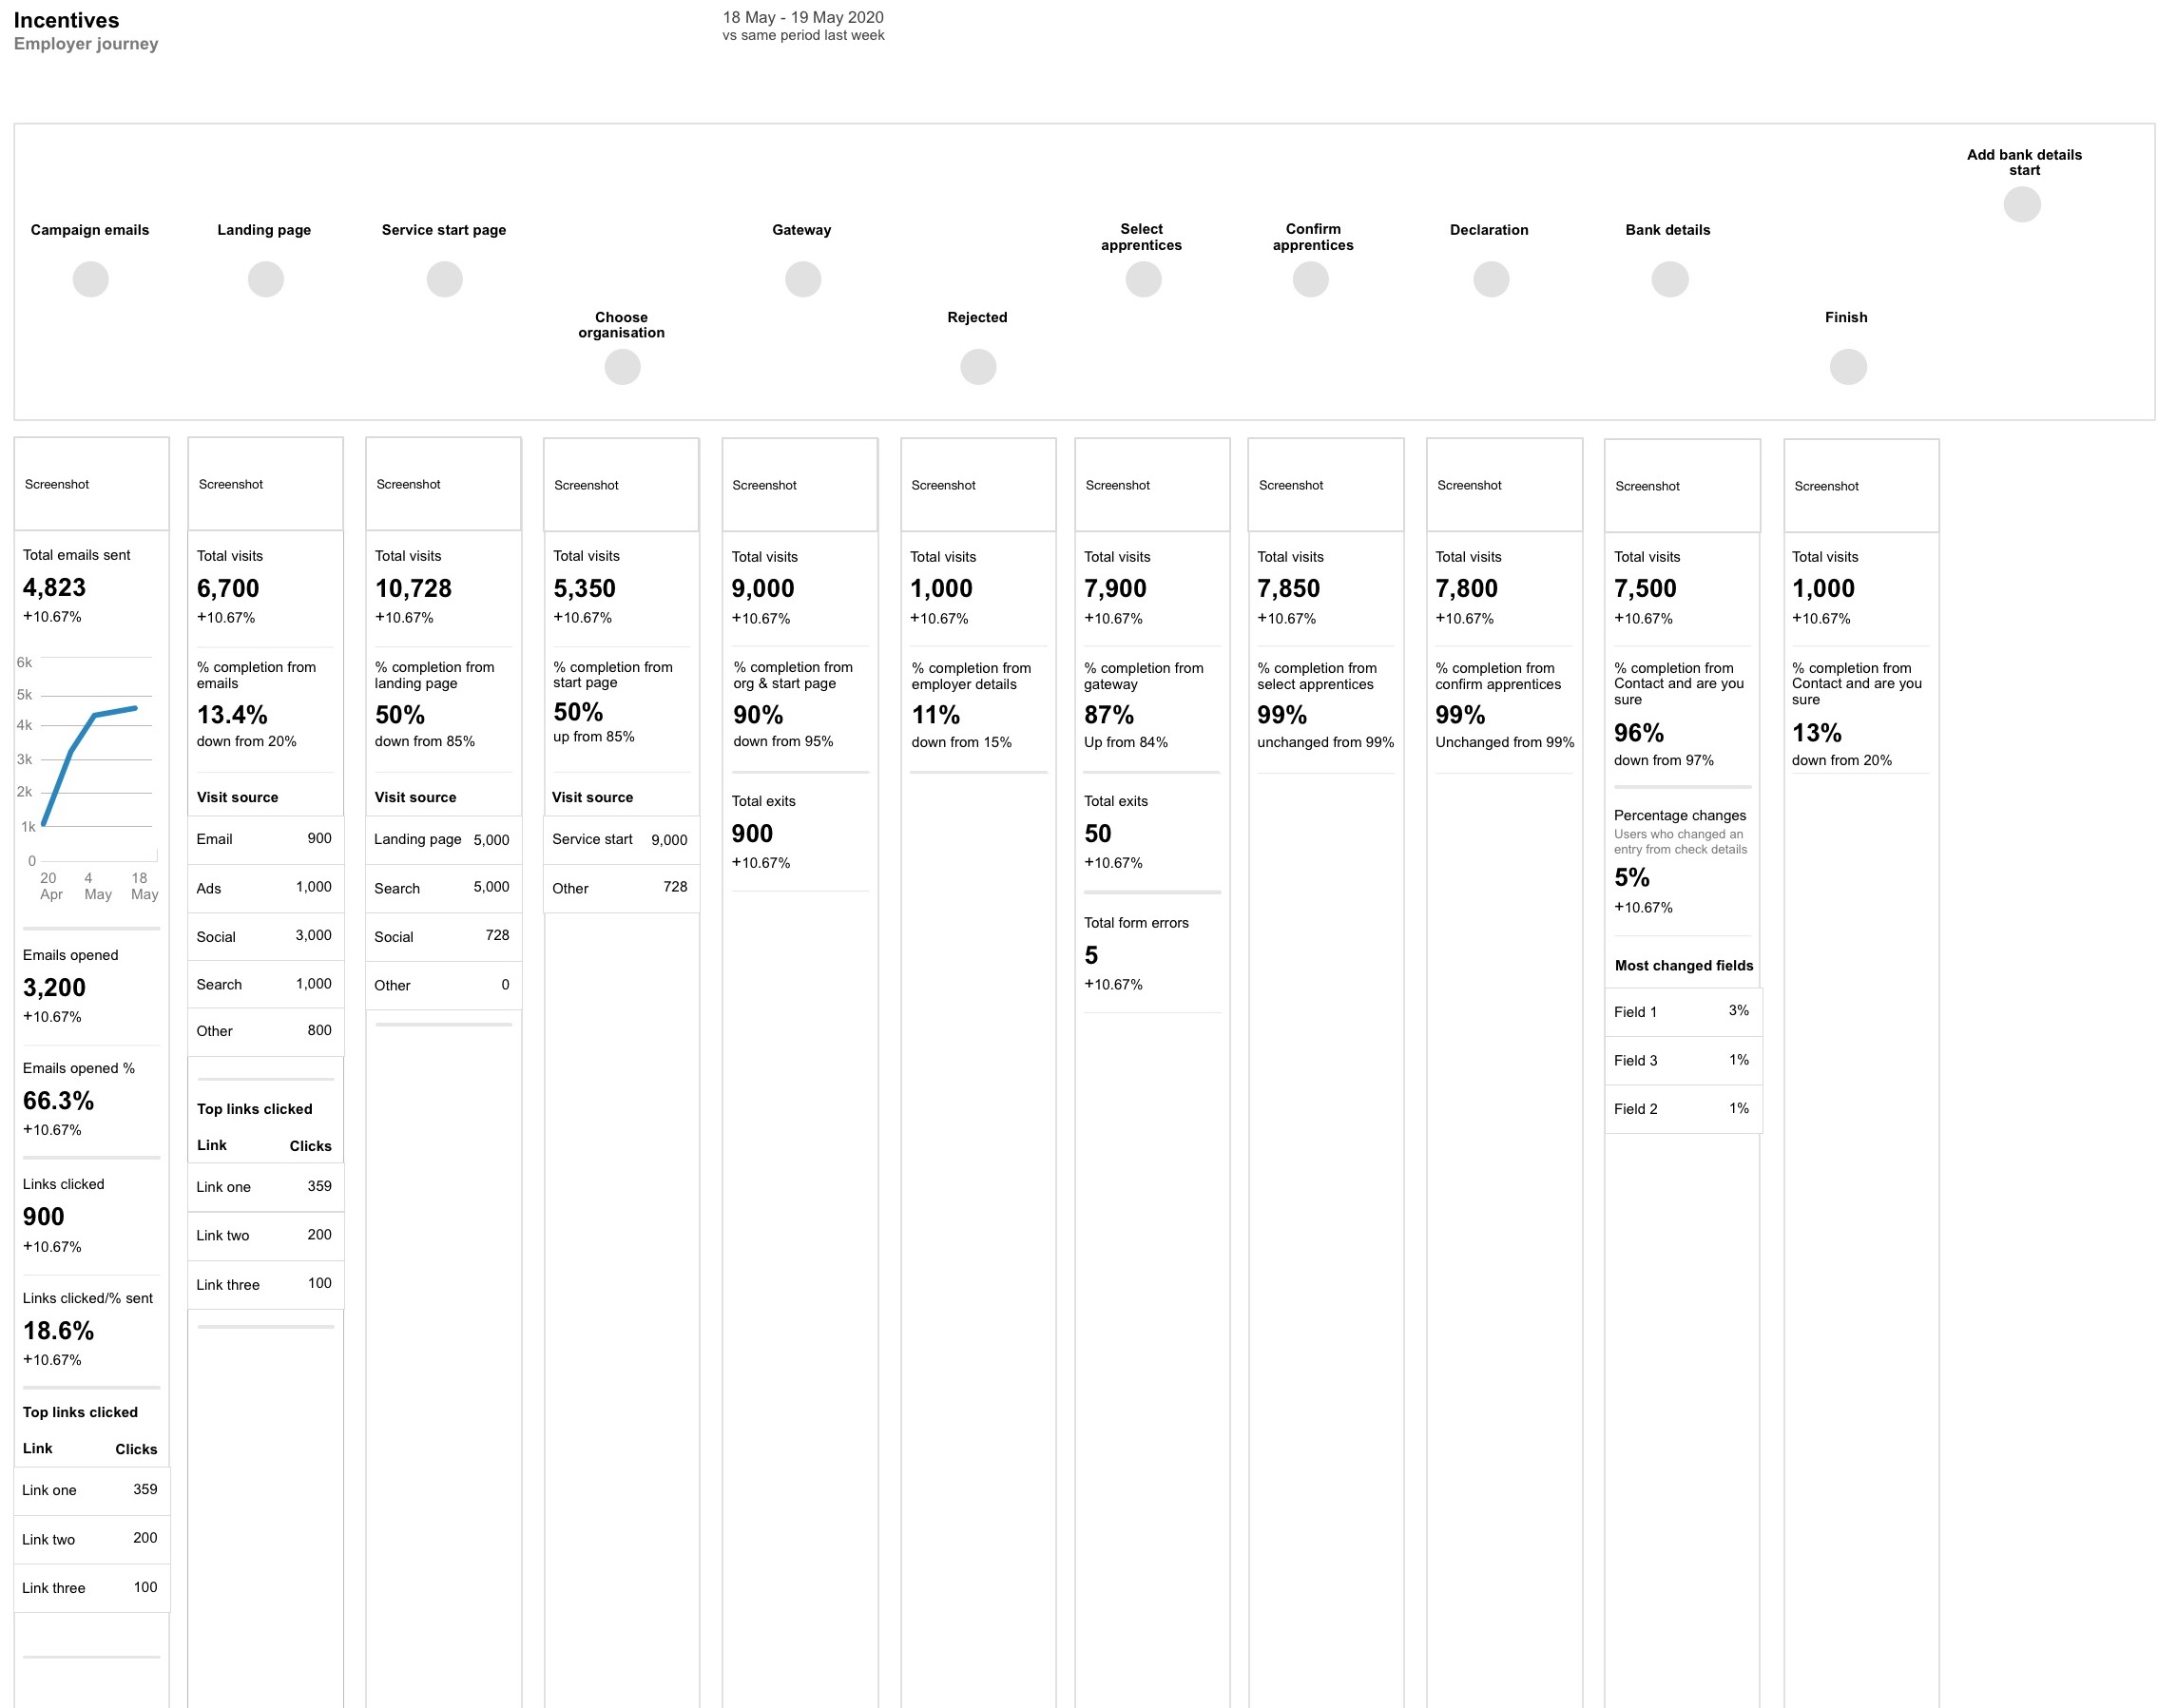 Incentives
Employer journey
18 May - 19 May 2020
vs same period last week
Campaign emails
Landing page
Service start page
Choose
organisation
Gateway
Rejected
Select
apprentices
Confirm
apprentices
Declaration
Bank details
Finish
Add bank details
start
Screenshot
Total emails sent
4,823
+10.67%
6k
5k
4k
3k
2k
1k
0
20
Apr
4
May
18
May
Emails opened
3,200
+10.67%
Emails opened %
66.3%
+10.67%
Links clicked
900
+10.67%
Links clicked/% sent
18.6%
+10.67%
Top links clicked
Link Clicks
Link one 359
Link two 200
Link three 100
Screenshot
Total visits
6,700
+10.67%
% completion from
emails
13.4%
down from 20%
Visit source
Email 900
Ads 1,000
Social 3,000
Search 1,000
Other 800
Top links clicked
Link Clicks
Link one 359
Link two 200
Link three 100
Screenshot
Total visits
10,728
+10.67%
% completion from
landing page
50%
down from 85%
Visit source
Landing page 5,000
Search 5,000
Social 728
Other 0
Screenshot
Total visits
5,350
+10.67%
% completion from
start page
50%
up from 85%
Visit source
Service start 9,000
Other 728
Screenshot
Total visits
9,000
+10.67%
% completion from
org & start page
90%
down from 95%
Total exits
900
+10.67%
Screenshot
Total visits
1,000
+10.67%
% completion from
employer details
11%
down from 15%
Screenshot
Total visits
7,900
+10.67%
% completion from
gateway
87%
Up from 84%
Total exits
50
+10.67%
Total form errors
5
+10.67%
Screenshot
Total visits
7,850
+10.67%
% completion from
select apprentices
99%
unchanged from 99%
Screenshot
Total visits
7,800
+10.67%
% completion from
confirm apprentices
99%
Unchanged from 99%
Screenshot
Total visits
7,500
+10.67%
% completion from
Contact and are you
sure
96%
down from 97%
Percentage changes
Users who changed an
entry from check details
5%
+10.67%
Most changed fields
Field 1 3%
Field 3 1%
Field 2 1%
Screenshot
Total visits
1,000
+10.67%
% completion from
Contact and are you
sure
13%
down from 20%